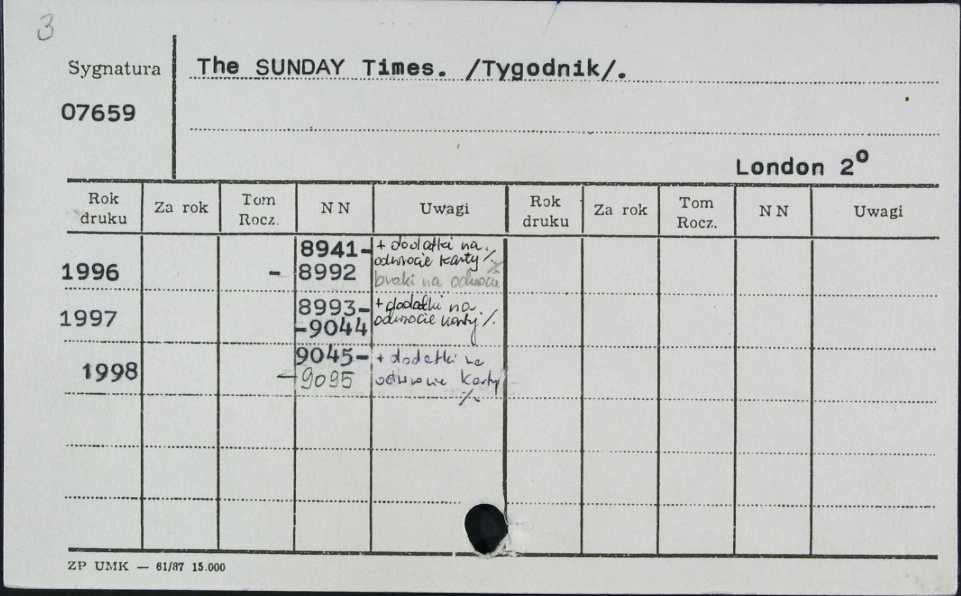 3
Sygnatura The SUNDAY Times. /Tygodnik/.
07659
London 2°
Rok druku Za rok Tom Rocz. NN Uwagi Rok druku Za rok Tom Rocz. NN Uwagi
1996 - 8941-
8992 + dodatki na
odwrocie karty ./.
braki na odwrocie
1997 8993-
-9044 + dodatki na
odwrocie karty ./.
1998 9045-
-9095 + dodatki na
odwrocie karty
./.
ZP UMK — 61/87 15.000